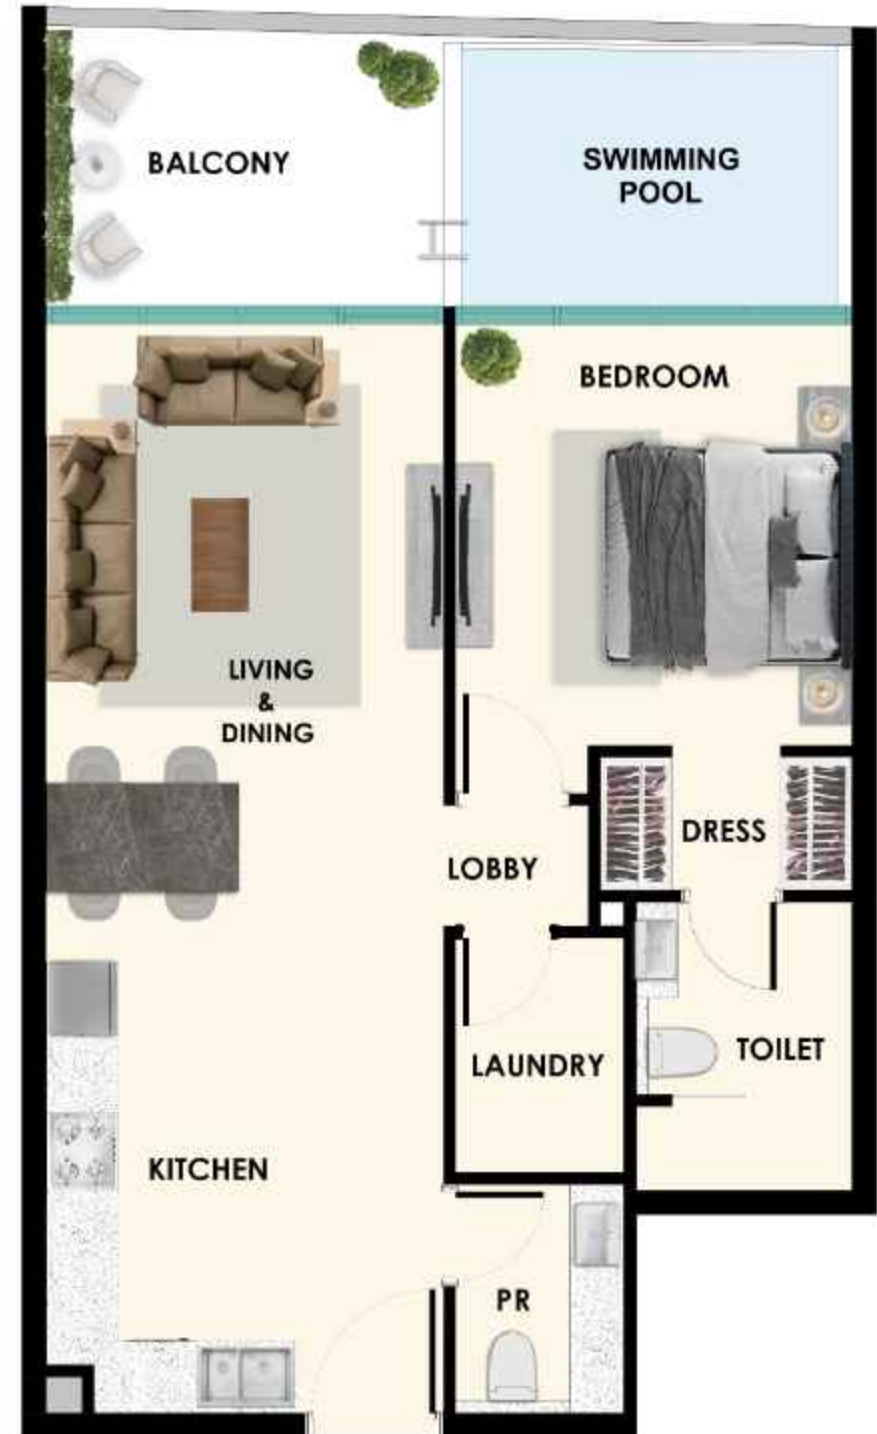 BALCONY
SWIMMING
POOL
BEDROOM
LIVING
&
DINING
DRESS
LOBBY
LAUNDRY
TOILET
KITCHEN
PR